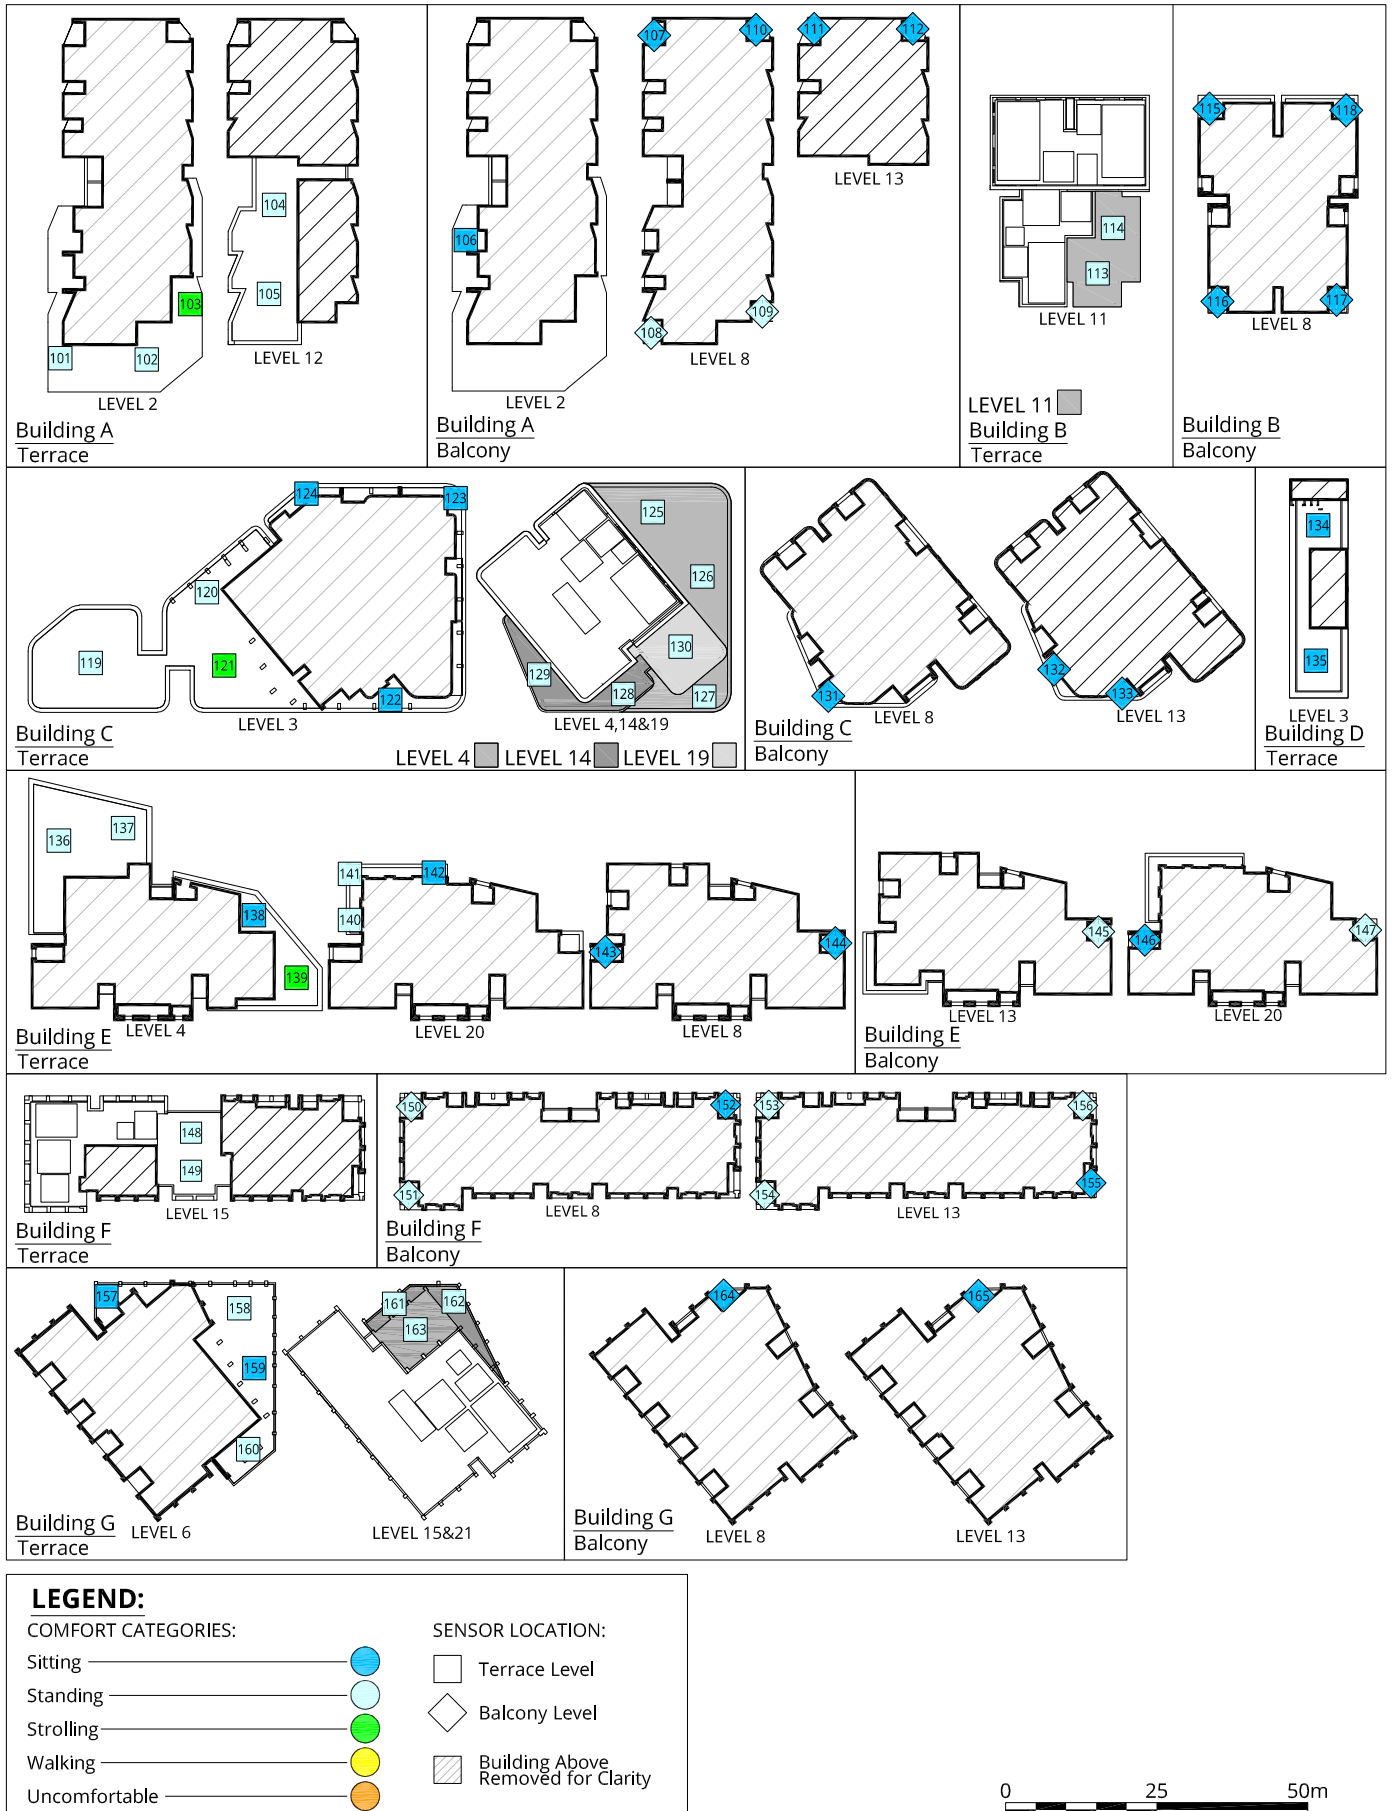 103
101
102
LEVEL 2
104
105
LEVEL 12
Building A
Terrace
106
LEVEL 2
107
110
109
108
LEVEL 8
111
112
LEVEL 13
Building A
Balcony
114
113
LEVEL 11
LEVEL 11
Building B
Terrace
115
118
116
117
LEVEL 8
Building B
Balcony
124
123
120
119
121
122
LEVEL 3
125
126
130
129
128
127
LEVEL 4,14&19
Building C
Terrace
LEVEL 4
LEVEL 14
LEVEL 19
131
LEVEL 8
132
133
LEVEL 13
Building C
Balcony
134
135
LEVEL 3
Building D
Terrace
136
137
138
139
LEVEL 4
141
142
140
LEVEL 20
143
144
LEVEL 8
Building E
Terrace
145
LEVEL 13
146
147
LEVEL 20
Building E
Balcony
148
149
LEVEL 15
Building F
Terrace
150
152
151
LEVEL 8
153
156
154
155
LEVEL 13
Building F
Balcony
157
158
159
160
LEVEL 6
161
162
163
LEVEL 15&21
Building G
Terrace
164
LEVEL 8
165
LEVEL 13
Building G
Balcony
LEGEND:
COMFORT CATEGORIES:
Sitting
Standing
Strolling
Walking
Uncomfortable
SENSOR LOCATION:
Terrace Level
Balcony Level
Building Above
Removed for Clarity
0 25 50m